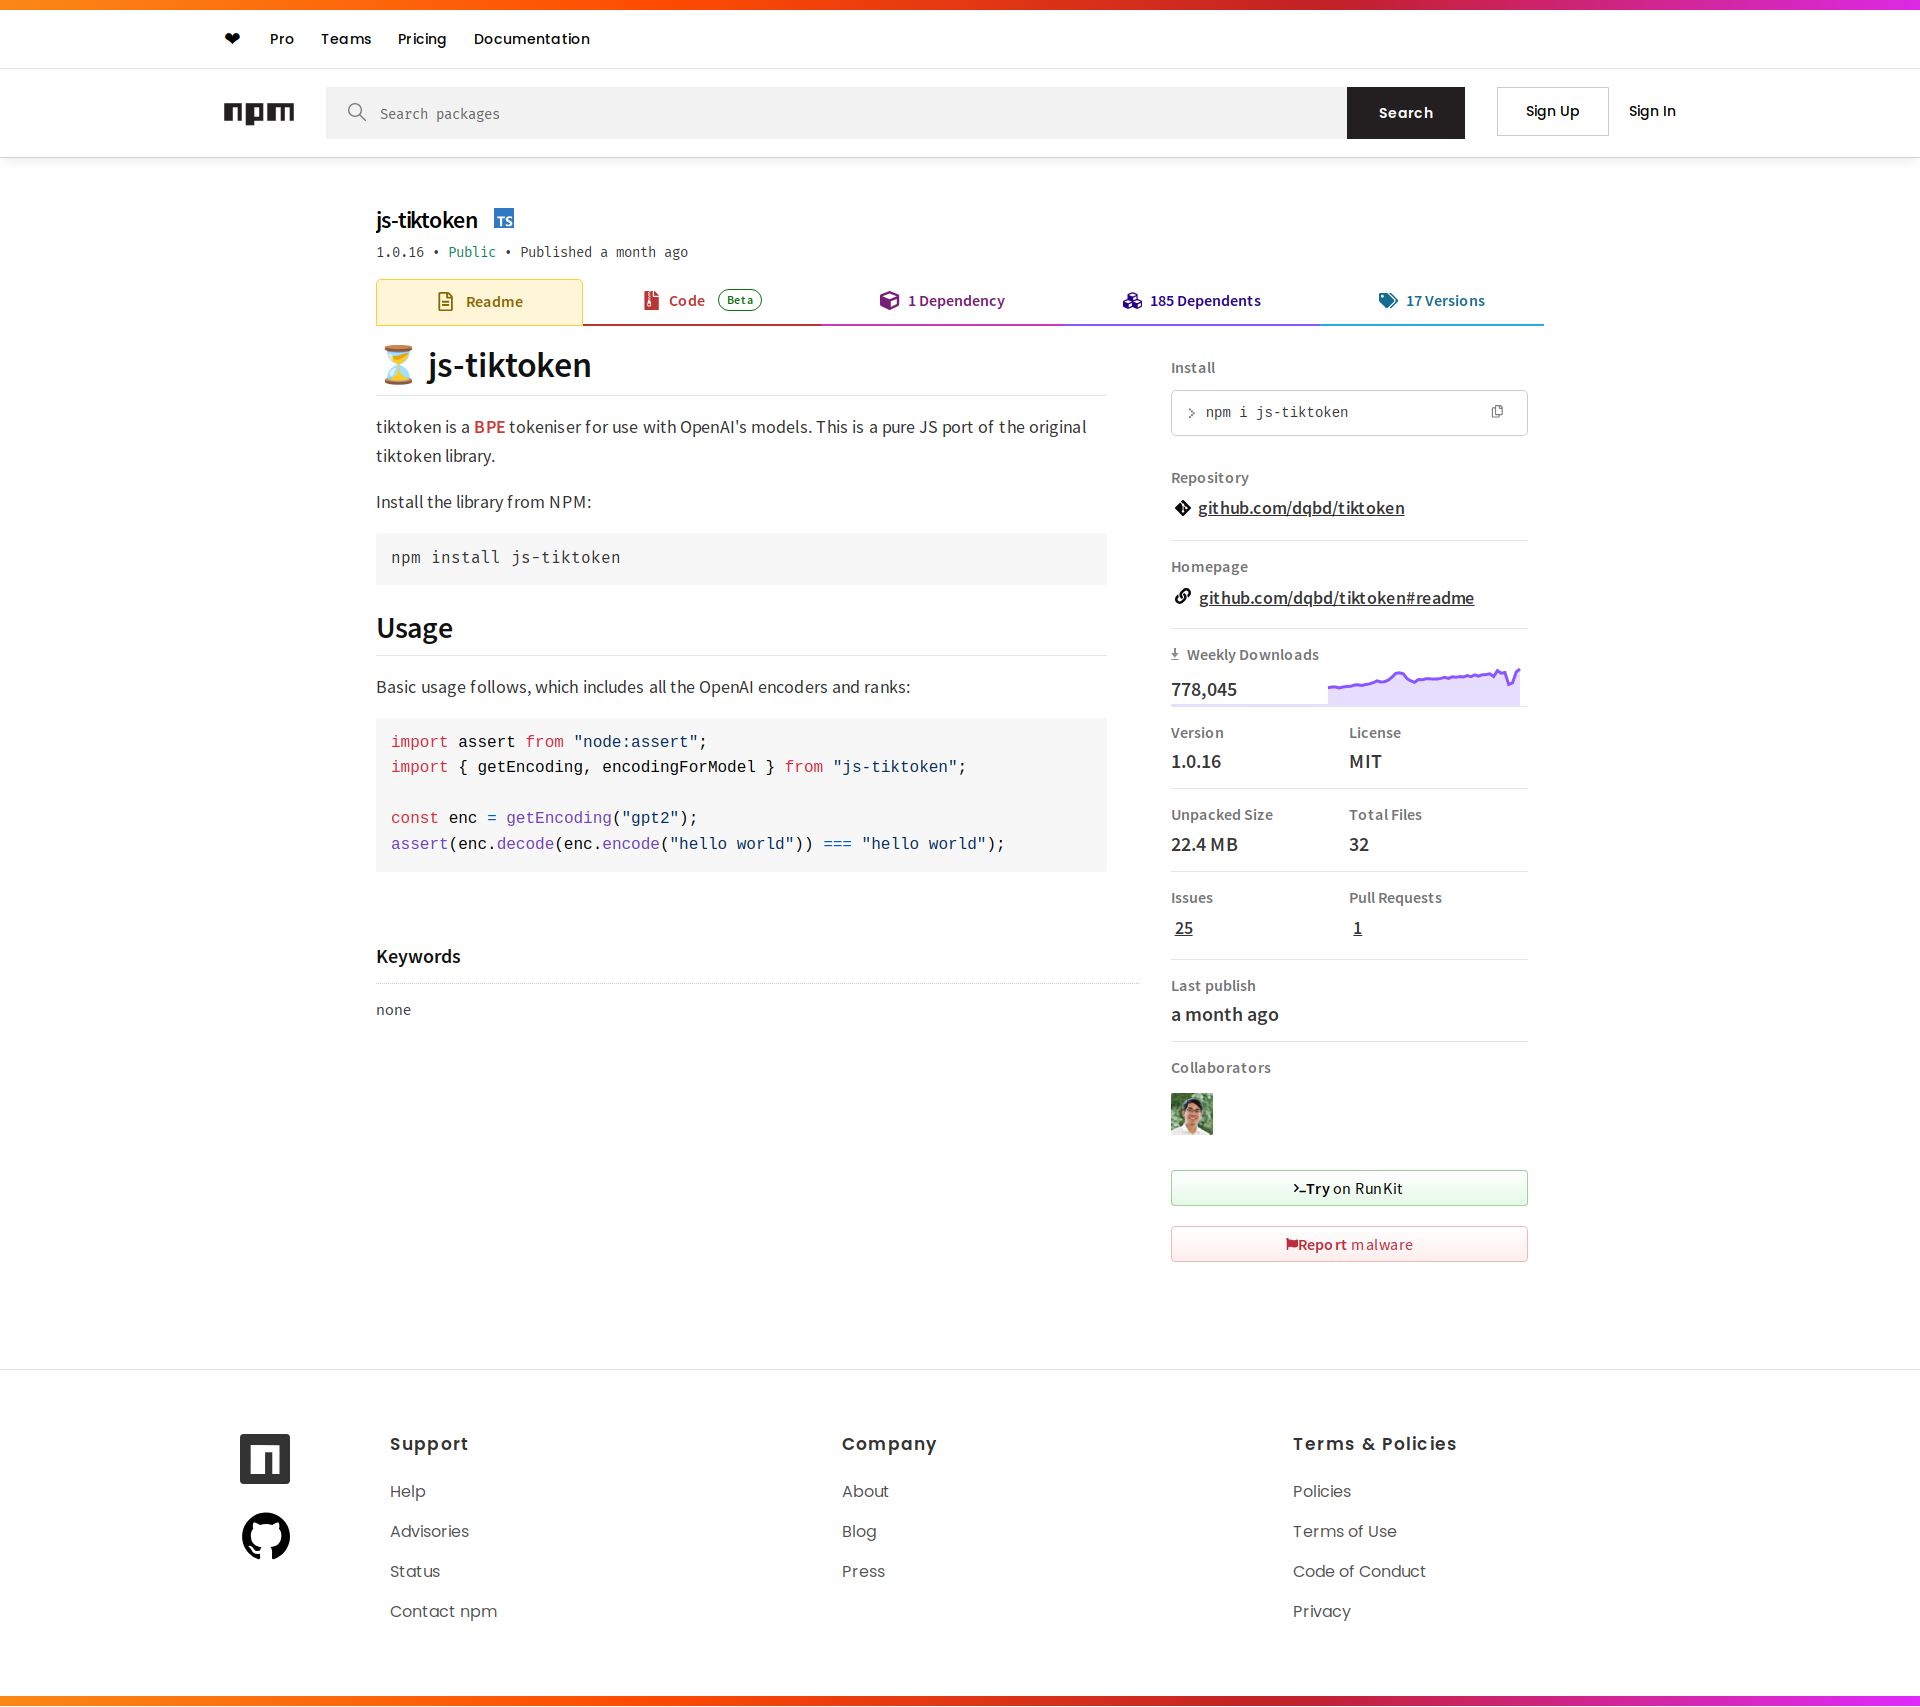 ❤ Pro Teams Pricing Documentation
npm Search packages Search Sign Up Sign In
js-tiktoken TS
1.0.16 • Public • Published a month ago
Readme Code Beta 1 Dependency 185 Dependents 17 Versions
⏳ js-tiktoken
tiktoken is a BPE tokeniser for use with OpenAI's models. This is a pure JS port of the original
tiktoken library.
Install the library from NPM:
npm install js-tiktoken
Usage
Basic usage follows, which includes all the OpenAI encoders and ranks:
import assert from "node:assert";
import { getEncoding, encodingForModel } from "js-tiktoken";
const enc = getEncoding("gpt2");
assert(enc.decode(enc.encode("hello world")) === "hello world");
Keywords
none
Install
npm i js-tiktoken
Repository
github.com/dqbd/tiktoken
Homepage
github.com/dqbd/tiktoken#readme
Weekly Downloads
778,045
Version License
1.0.16 MIT
Unpacked Size Total Files
22.4 MB 32
Issues Pull Requests
25 1
Last publish
a month ago
Collaborators
Try on RunKit
Report malware
Support
Help
Advisories
Status
Contact npm
Company
About
Blog
Press
Terms & Policies
Policies
Terms of Use
Code of Conduct
Privacy